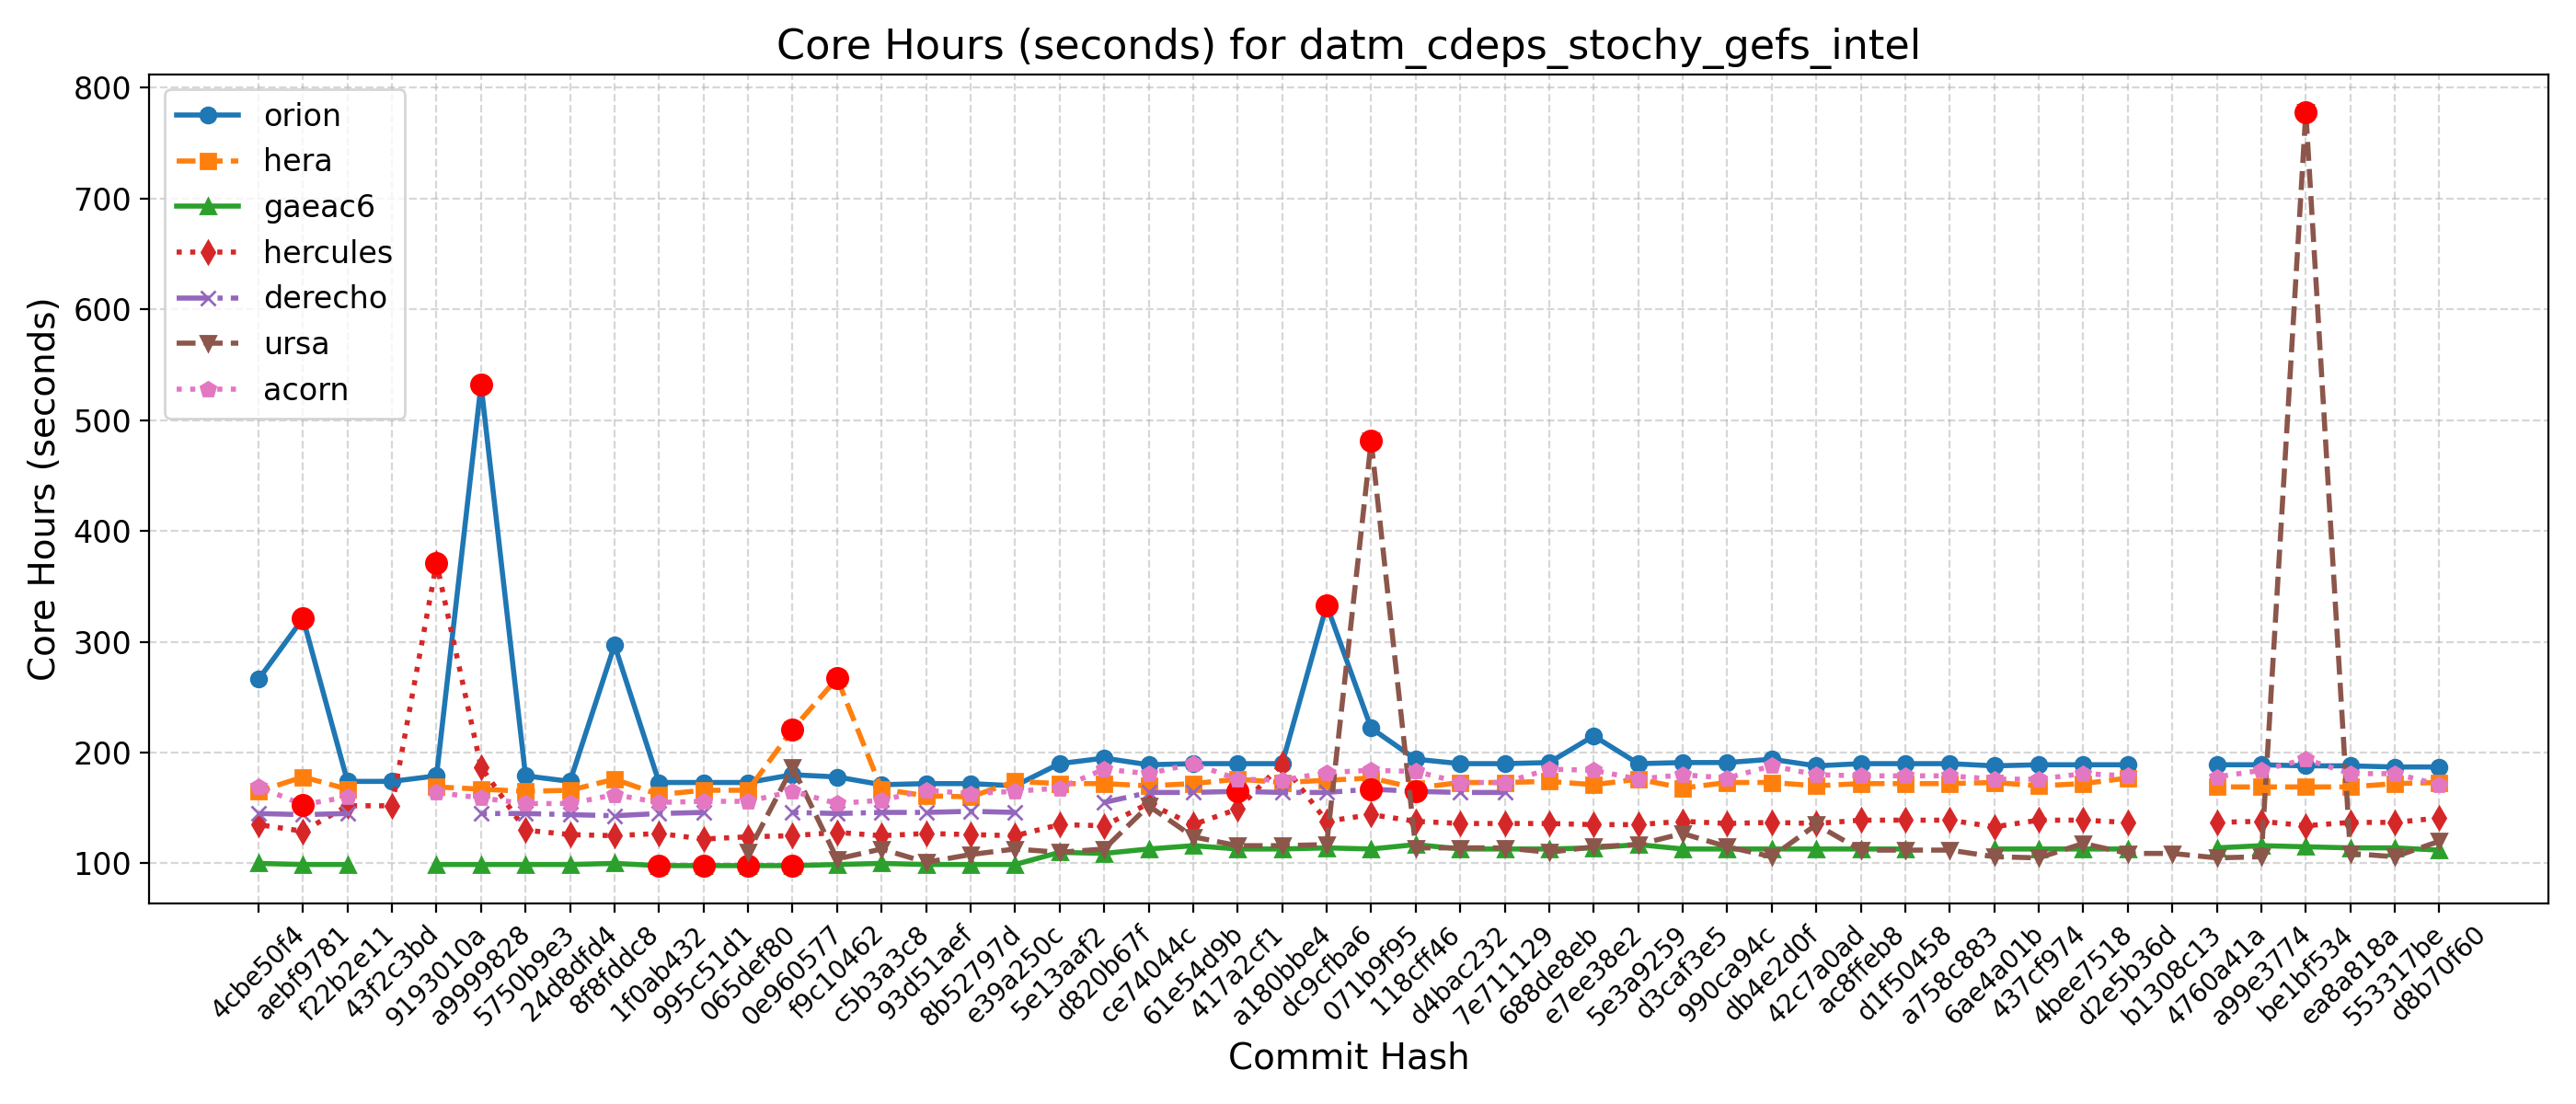 Core Hours (seconds) for datm_cdeps_stochy_gefs_intel
Core Hours (seconds)
800
700
600
500
400
300
200
100
orion
hera
gaeac6
hercules
derecho
ursa
acorn
4cbe50f4
aebf9781
f22b2e11
43f2c3bd
9193010a
a9999828
5750b9e3
24d8dfd4
8f8fddc8
1f0ab432
995c51d1
065def80
0e960577
f9c10462
c5b3a3c8
93d51aef
8b52797d
e39a250c
5e13aaf2
d820b67f
ce74044c
61e54d9b
417a2cf1
a180bbe4
dc9cfba6
071b9f95
118cff46
d4bac232
7e711129
688de8eb
e7ee38e2
5e3a9259
d3caf3e5
990ca94c
db4e2d0f
42c7a0ad
ac8ffeb8
d1f50458
a758c883
6ae4a01b
437cf974
4bee7518
d2e5b36d
b1308c13
4760a41a
a99e3774
be1bf534
ea8a818a
553317be
d8b70f60
Commit Hash